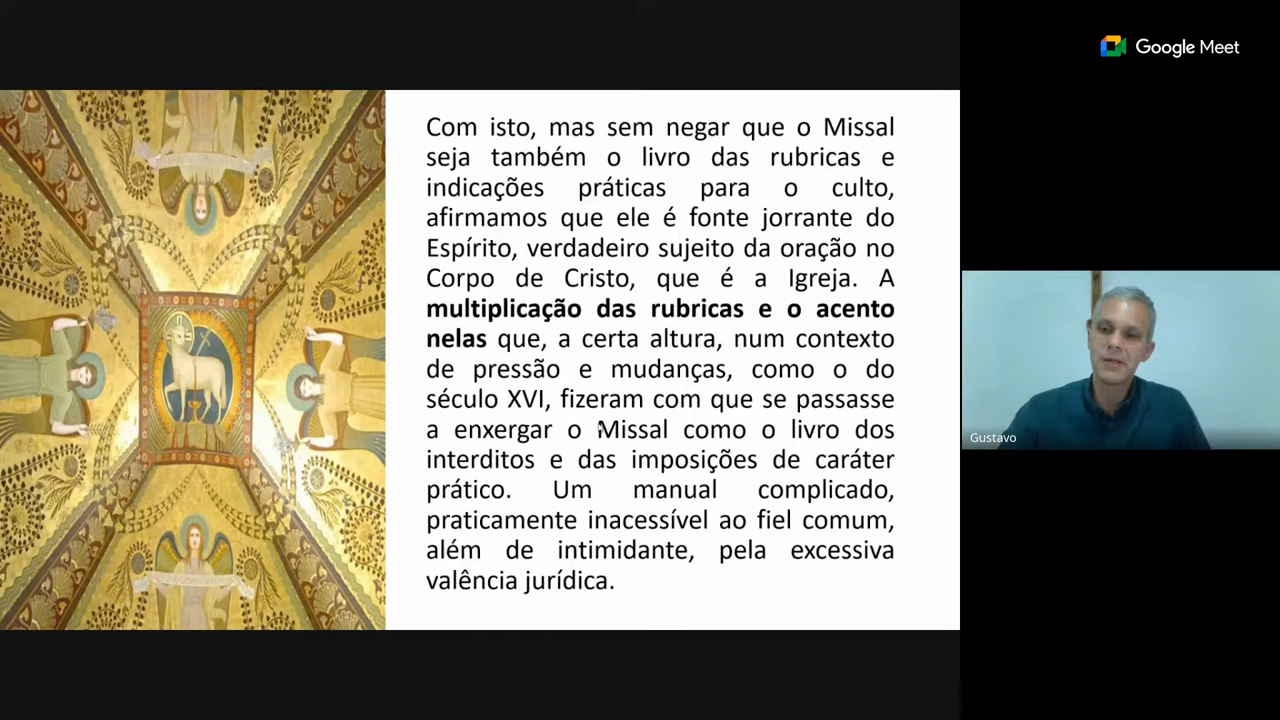 Google Meet
Com isto, mas sem negar que o Missal
seja também o livro das rubricas e
indicações práticas para o culto,
afirmamos que ele é fonte jorrante do
Espírito, verdadeiro sujeito da oração no
Corpo de Cristo, que é a Igreja. A
multiplicação das rubricas e o acento
nelas que, a certa altura, num contexto
de pressão e mudanças, como o do
século XVI, fizeram com que se passasse
a enxergar o Missal como o livro dos
interditos e das imposições de caráter
prático. Um manual complicado,
praticamente inacessível ao fiel comum,
além de intimidante, pela excessiva
valência jurídica.
Gustavo